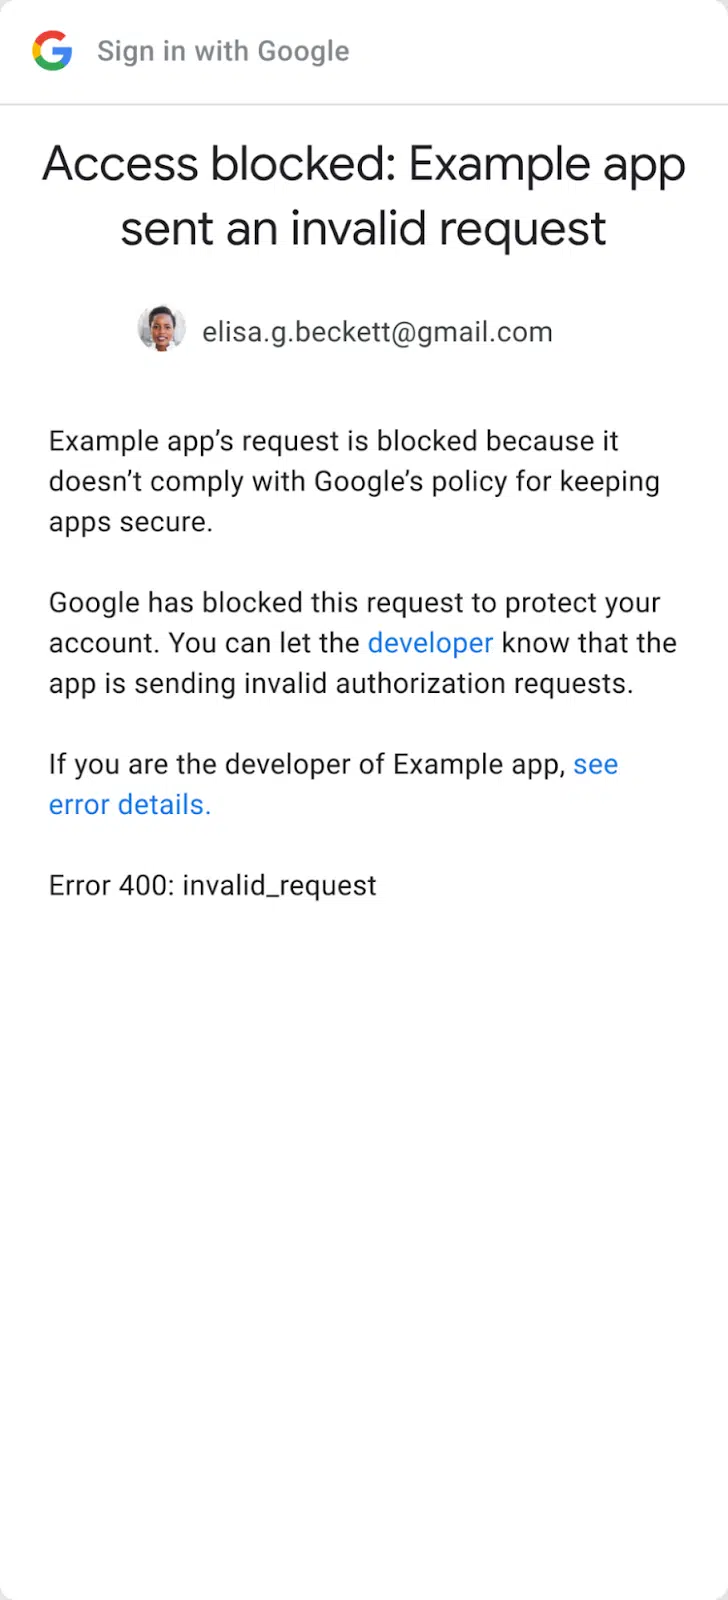 Sign in with Google
Access blocked: Example app
sent an invalid request
elisa.g.beckett@gmail.com
Example app’s request is blocked because it
doesn’t comply with Google’s policy for keeping
apps secure.
Google has blocked this request to protect your
account. You can let the developer know that the
app is sending invalid authorization requests.
If you are the developer of Example app, see
error details.
Error 400: invalid_request